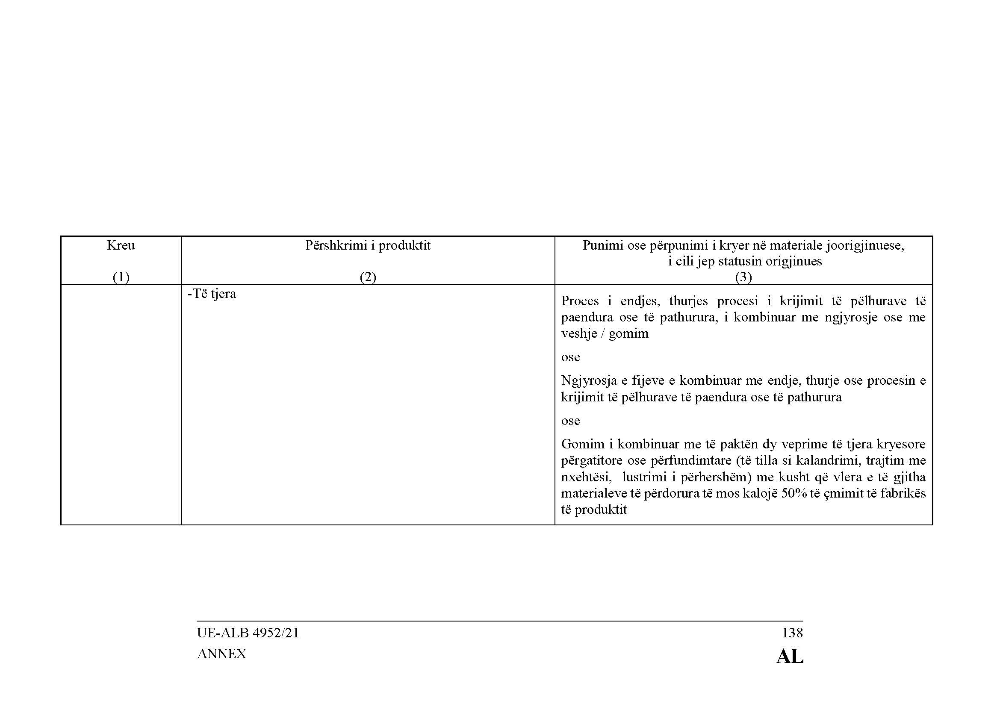 Kreu
(1)
Përshkrimi i produktit
(2)
Punimi ose përpunimi i kryer në materiale joorigjinuese,
i cili jep statusin origjinues
(3)
-Të tjera
Proces i endjes, thurjes procesi i krijimit të pëlhurave të
paendura ose të pathurura, i kombinuar me ngjyrosje ose me
veshje / gomim
ose
Ngjyrosja e fijeve e kombinuar me endje, thurje ose procesin e
krijimit të pëlhurave të paendura ose të pathurura
ose
Gomim i kombinuar me të paktën dy veprime të tjera kryesore
përgatitore ose përfundimtare (të tilla si kalandrimi, trajtim me
nxehtësi, lustrimi i përhershëm) me kusht që vlera e të gjitha
materialeve të përdorura të mos kalojë 50% të çmimit të fabrikës
të produktit
UE-ALB 4952/21
138
ANNEX
AL